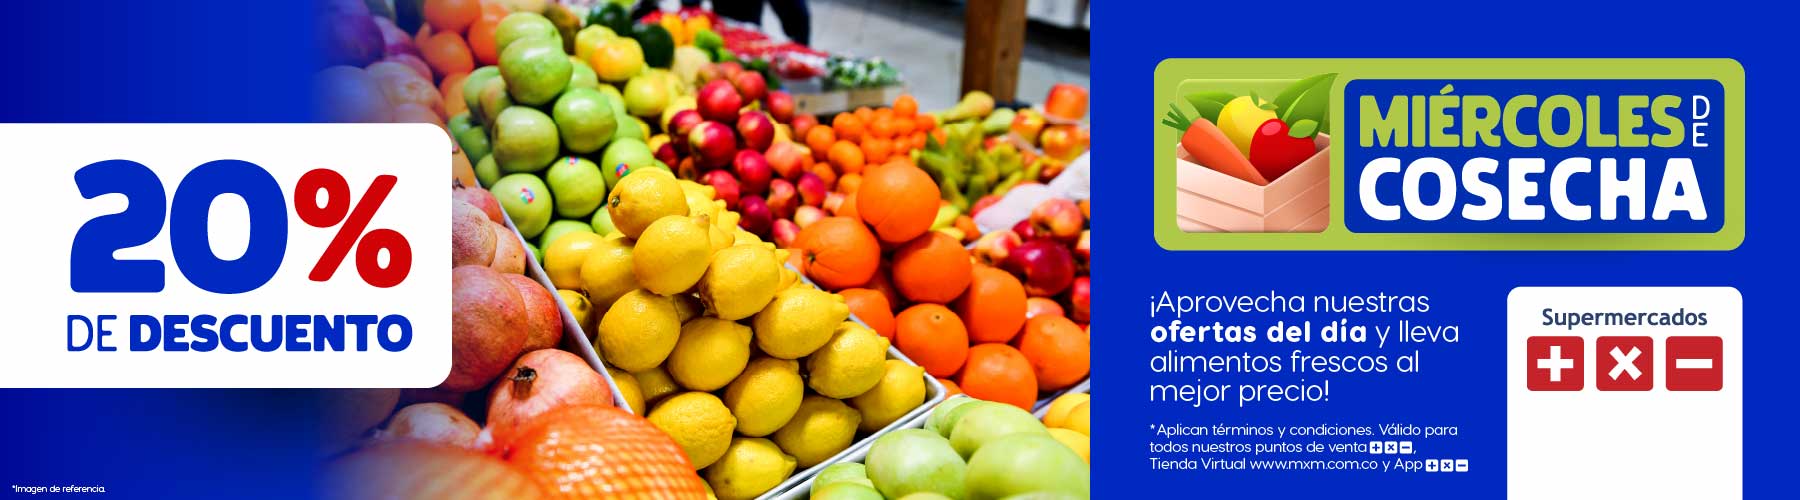 20%
DE DESCUENTO
*Imagen de referencia.
MIÉRCOLES DE
COSECHA
¡Aprovecha nuestras
ofertas del día y lleva
alimentos frescos al
mejor precio!
*Aplican términos y condiciones. Válido para
todos nuestros puntos de venta + x −,
Tienda Virtual www.mxm.com.co y App + x −
Supermercados
+ x −